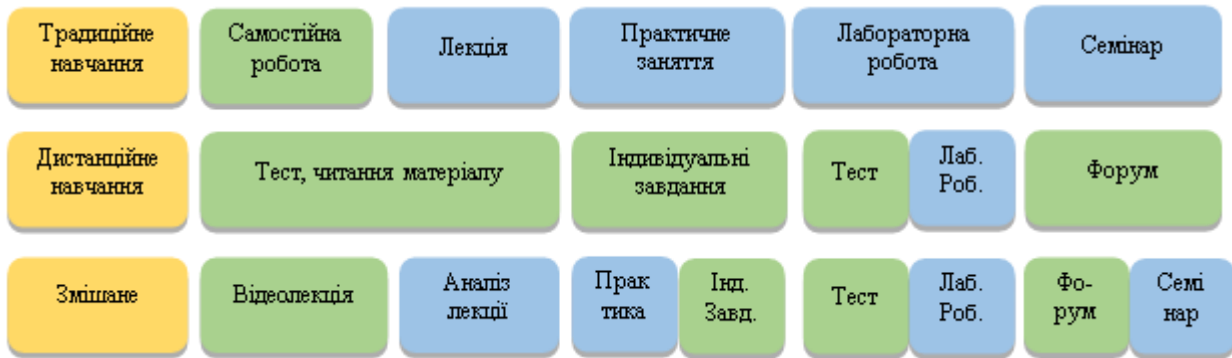 Традиційне
навчання
Самостійна
робота
Лекція
Практичне
заняття
Лабораторна
робота
Семінар
Дистанційне
навчання
Тест, читання матеріалу
Індивідуальні
завдання
Тест
Лаб.
Роб.
Форум
Змішане
Відеолекція
Аналіз
лекції
Прак
тика
Інд.
Завд.
Тест
Лаб.
Роб.
Фо-
рум
Семі
нар